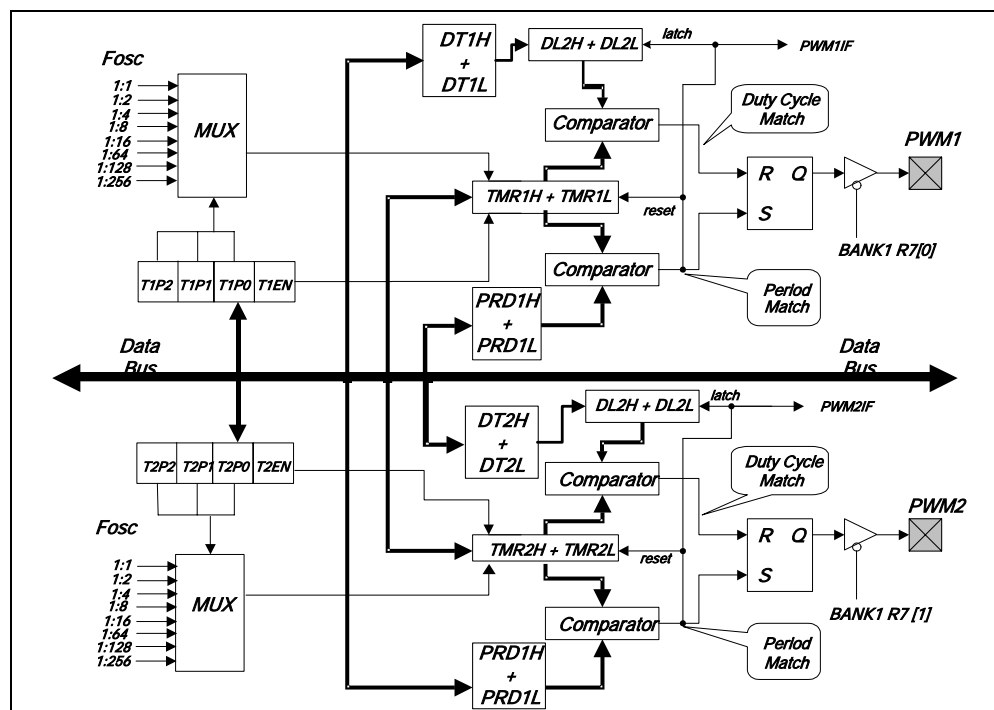 DT1H
+
DT1L
DL2H + DL2L
latch
PWM1IF
Fosc
1:1
1:2
1:4
1:8
1:16
1:64
1:128
1:256
MUX
Comparator
Duty Cycle
Match
PWM1
R Q
S
TMR1H + TMR1L
reset
BANK1 R7[0]
T1P2 T1P1 T1P0 T1EN
Comparator
Period
Match
PRD1H
+
PRD1L
Data
Bus
Data
Bus
DL2H + DL2L
latch
PWM2IF
DT2H
+
DT2L
T2P2 T2P1 T2P0 T2EN
Comparator
Duty Cycle
Match
PWM2
Fosc
1:1
1:2
1:4
1:8
1:16
1:64
1:128
1:256
MUX
TMR2H + TMR2L
reset
R Q
S
BANK1 R7 [1]
Comparator
Period
Match
PRD1H
+
PRD1L